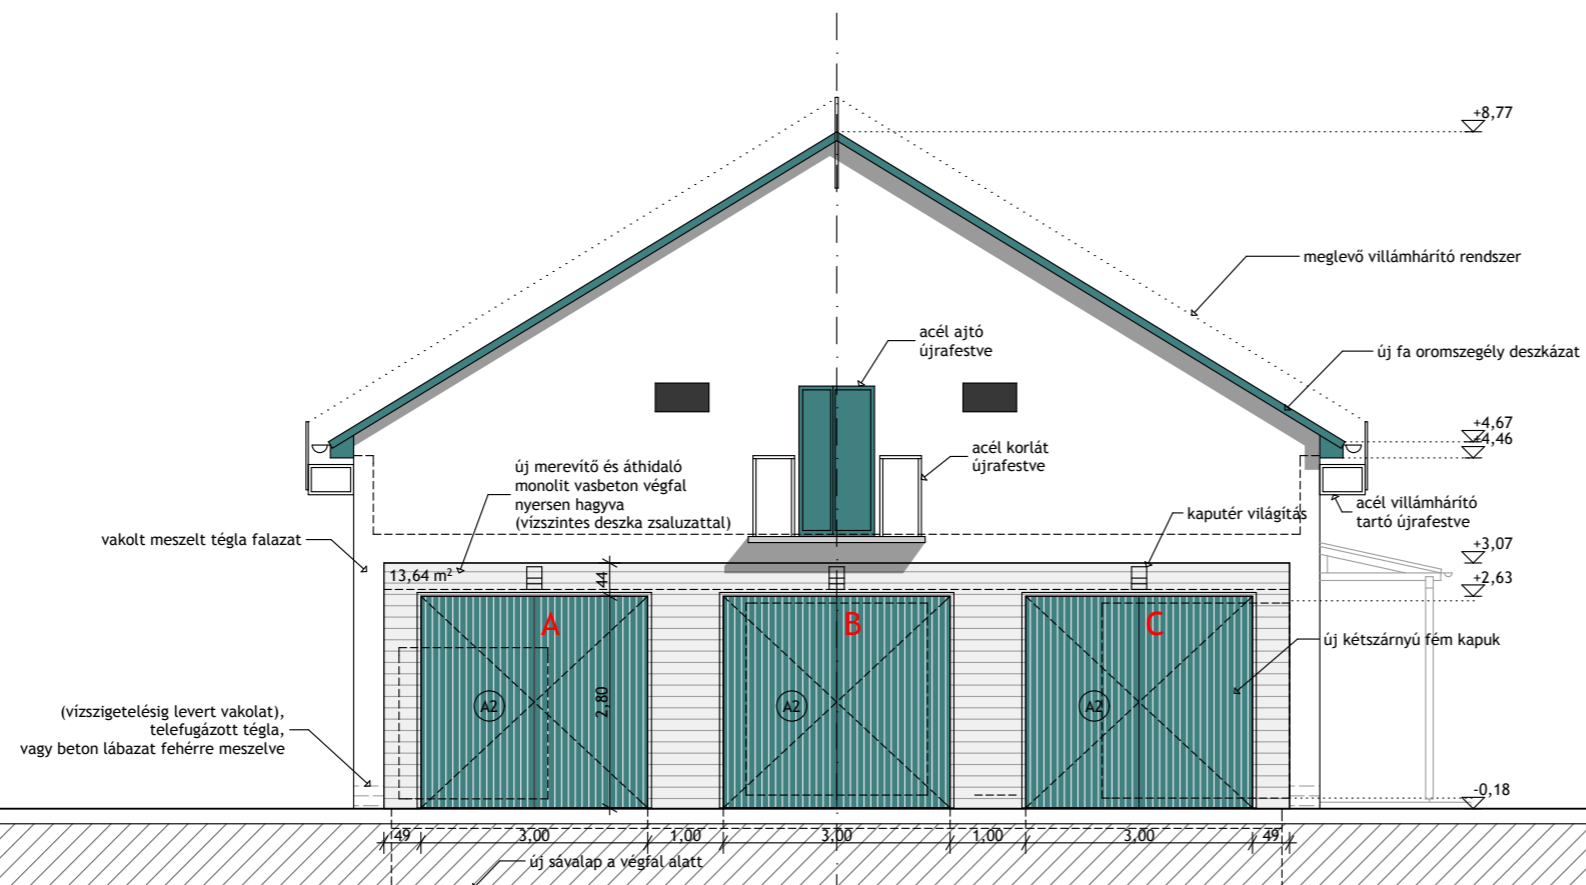 +8,77
meglevő villámhárító rendszer
acél ajtó
újrafestve
új fa oromszegély deszkázat
+4,67
+4,46
acél korlát
újrafestve
új merevítő és áthidaló
monolit vasbeton végfal
nyersen hagyva
(vízszintes deszka zsaluzattal)
acél villámhárító
tartó újrafestve
kaputér világítás
vakolt meszelt tégla falazat
+3,07
13,64 m²
44
+2,63
A
B
C
új kétszárnyú fém kapuk
2,80
A2
A2
A2
(vízszigetelésig levert vakolat),
telefugázott tégla,
vagy beton lábazat fehérre meszelve
-0,18
49
3,00
1,00
3,00
1,00
3,00
49
új sávalap a végfal alatt